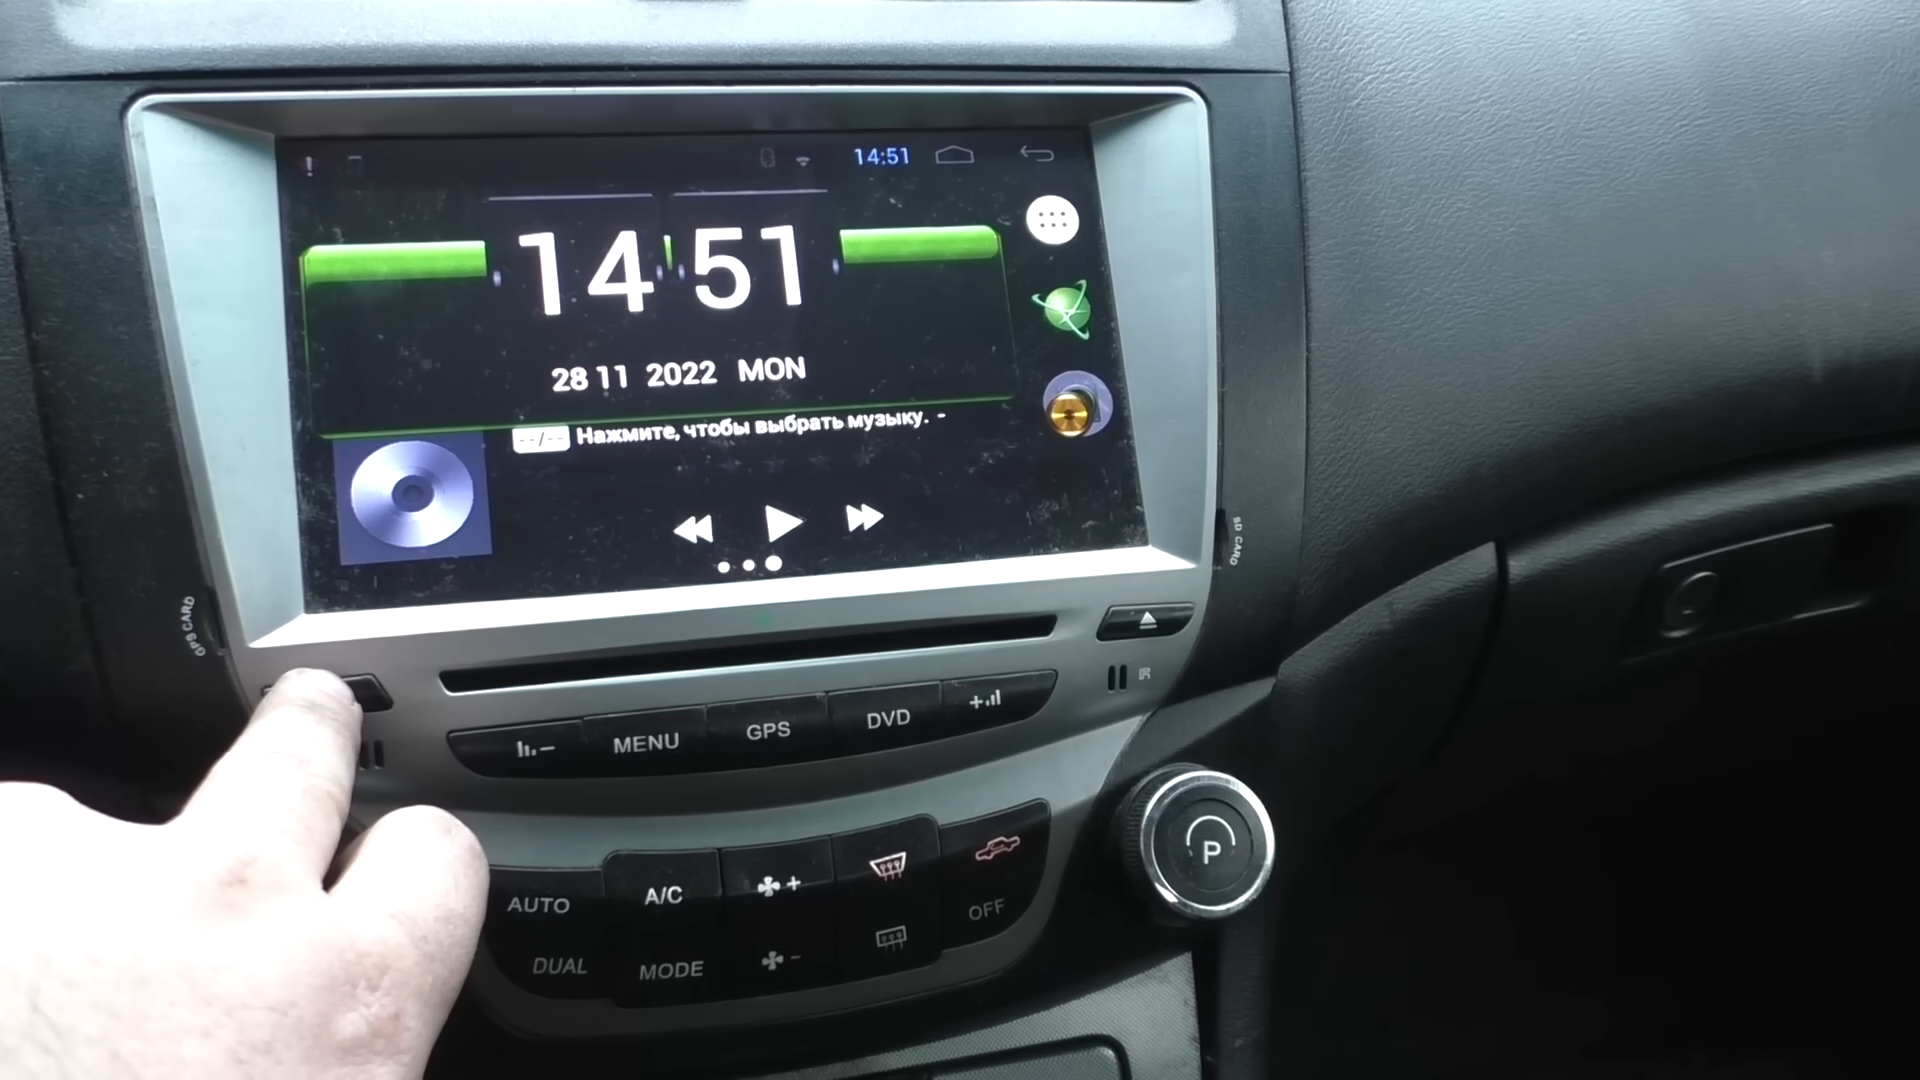 14:51
14 51
28 11 2022 MON
--/-- Нажмите, чтобы выбрать музыку. -
GPS CARD
SD CARD
IR
- MENU GPS DVD +
AUTO A/C +
OFF
DUAL MODE -
P